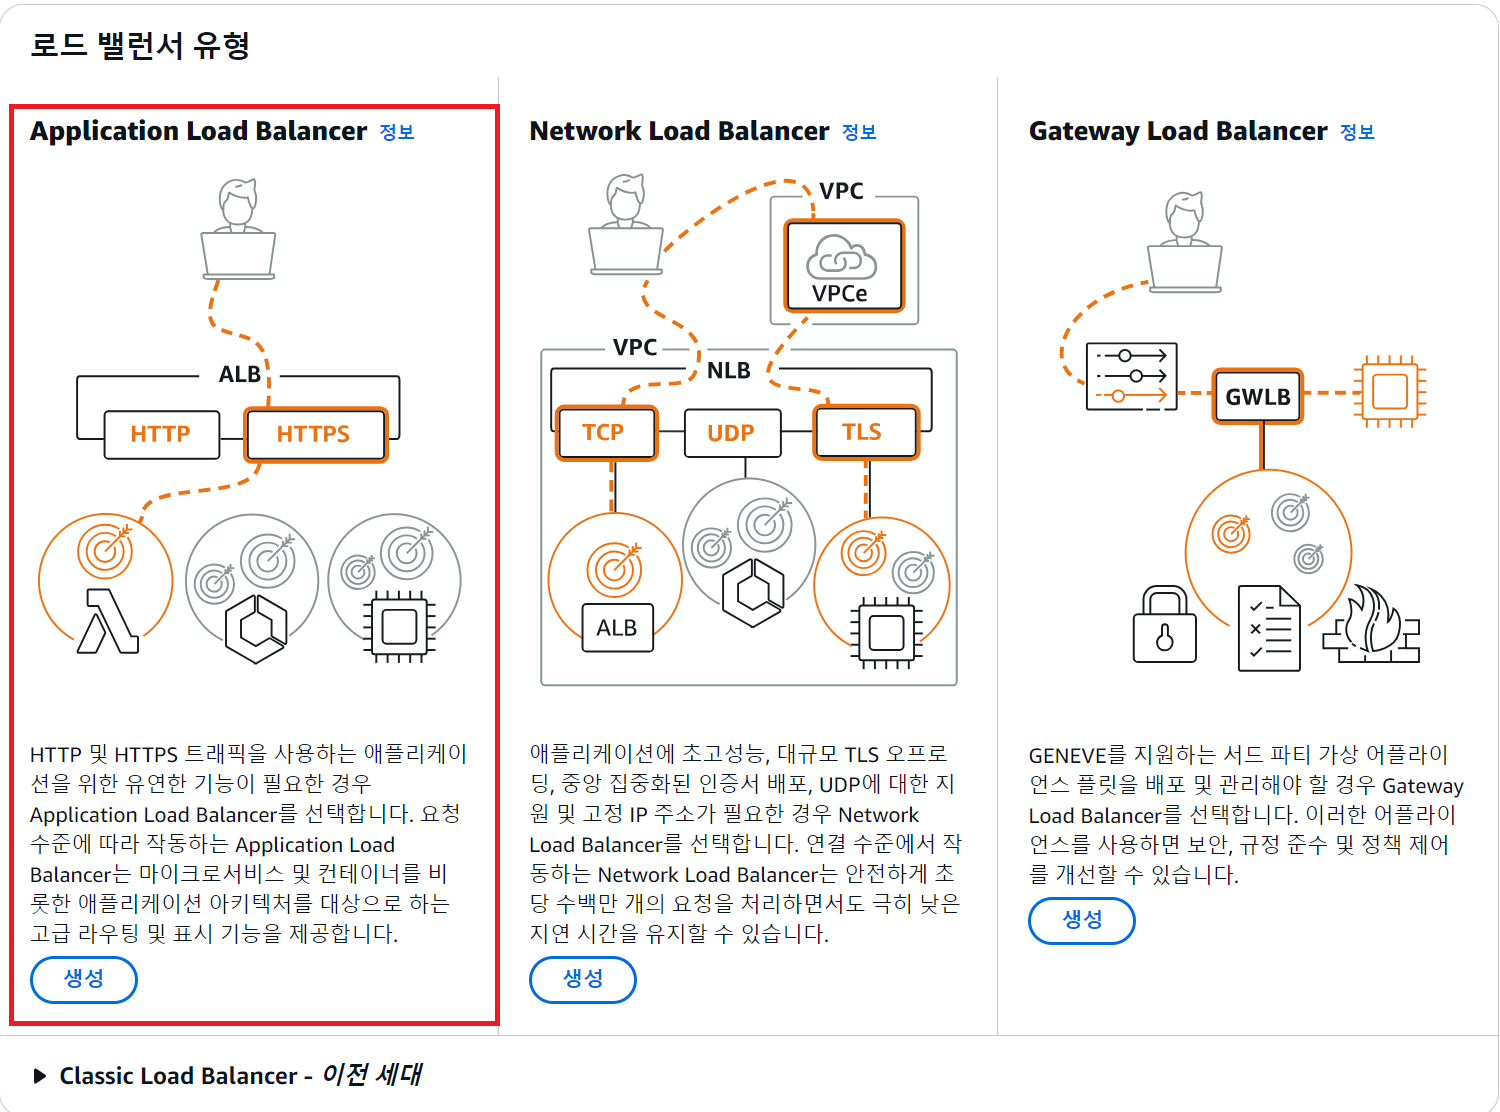 로드 밸런서 유형
Application Load Balancer 정보
ALB
HTTP
HTTPS
HTTP 및 HTTPS 트래픽을 사용하는 애플리케이
션을 위한 유연한 기능이 필요한 경우
Application Load Balancer를 선택합니다. 요청
수준에 따라 작동하는 Application Load
Balancer는 마이크로서비스 및 컨테이너를 비
롯한 애플리케이션 아키텍처를 대상으로 하는
고급 라우팅 및 표시 기능을 제공합니다.
생성
Network Load Balancer 정보
VPC
VPCe
VPC
NLB
TCP
UDP
TLS
ALB
애플리케이션에 초고성능, 대규모 TLS 오프로
딩, 중앙 집중화된 인증서 배포, UDP에 대한 지
원 및 고정 IP 주소가 필요한 경우 Network
Load Balancer를 선택합니다. 연결 수준에서 작
동하는 Network Load Balancer는 안전하게 초
당 수백만 개의 요청을 처리하면서도 극히 낮은
지연 시간을 유지할 수 있습니다.
생성
Gateway Load Balancer 정보
GWLB
GENEVE를 지원하는 서드 파티 가상 어플라이
언스 플릿을 배포 및 관리해야 할 경우 Gateway
Load Balancer를 선택합니다. 이러한 어플라이
언스를 사용하면 보안, 규정 준수 및 정책 제어
를 개선할 수 있습니다.
생성
Classic Load Balancer - 이전 세대